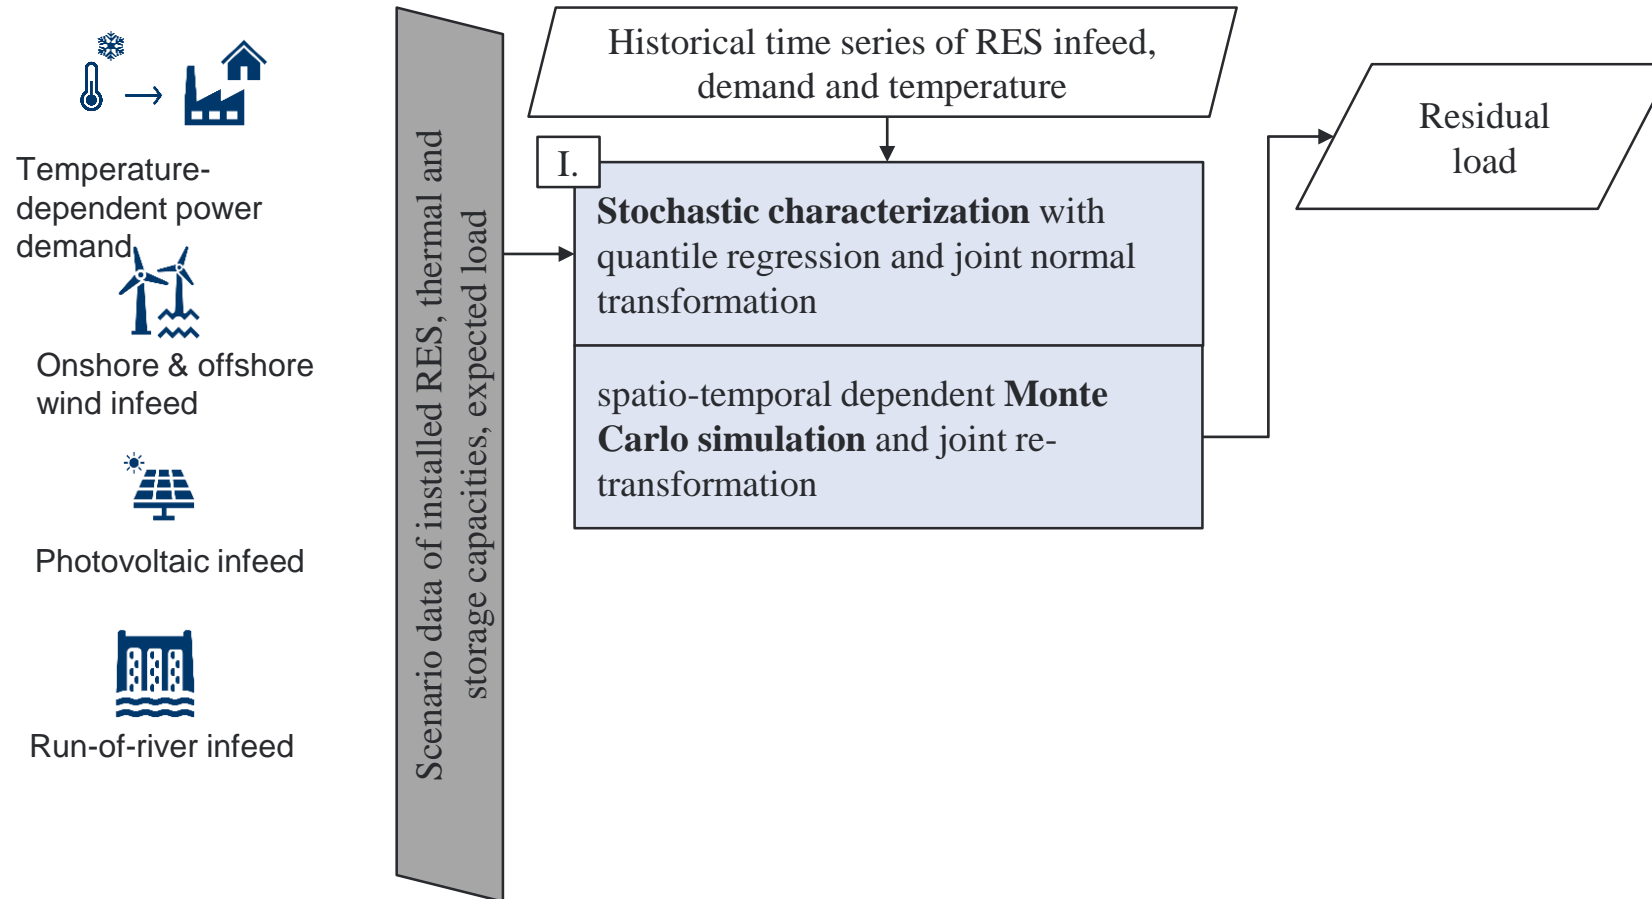 Temperature-
dependent power
demand
Onshore & offshore
wind infeed
Photovoltaic infeed
Run-of-river infeed
Scenario data of installed RES, thermal and
storage capacities, expected load
Historical time series of RES infeed,
demand and temperature
I.
Stochastic characterization with
quantile regression and joint normal
transformation
spatio-temporal dependent Monte
Carlo simulation and joint re-
transformation
Residual
load